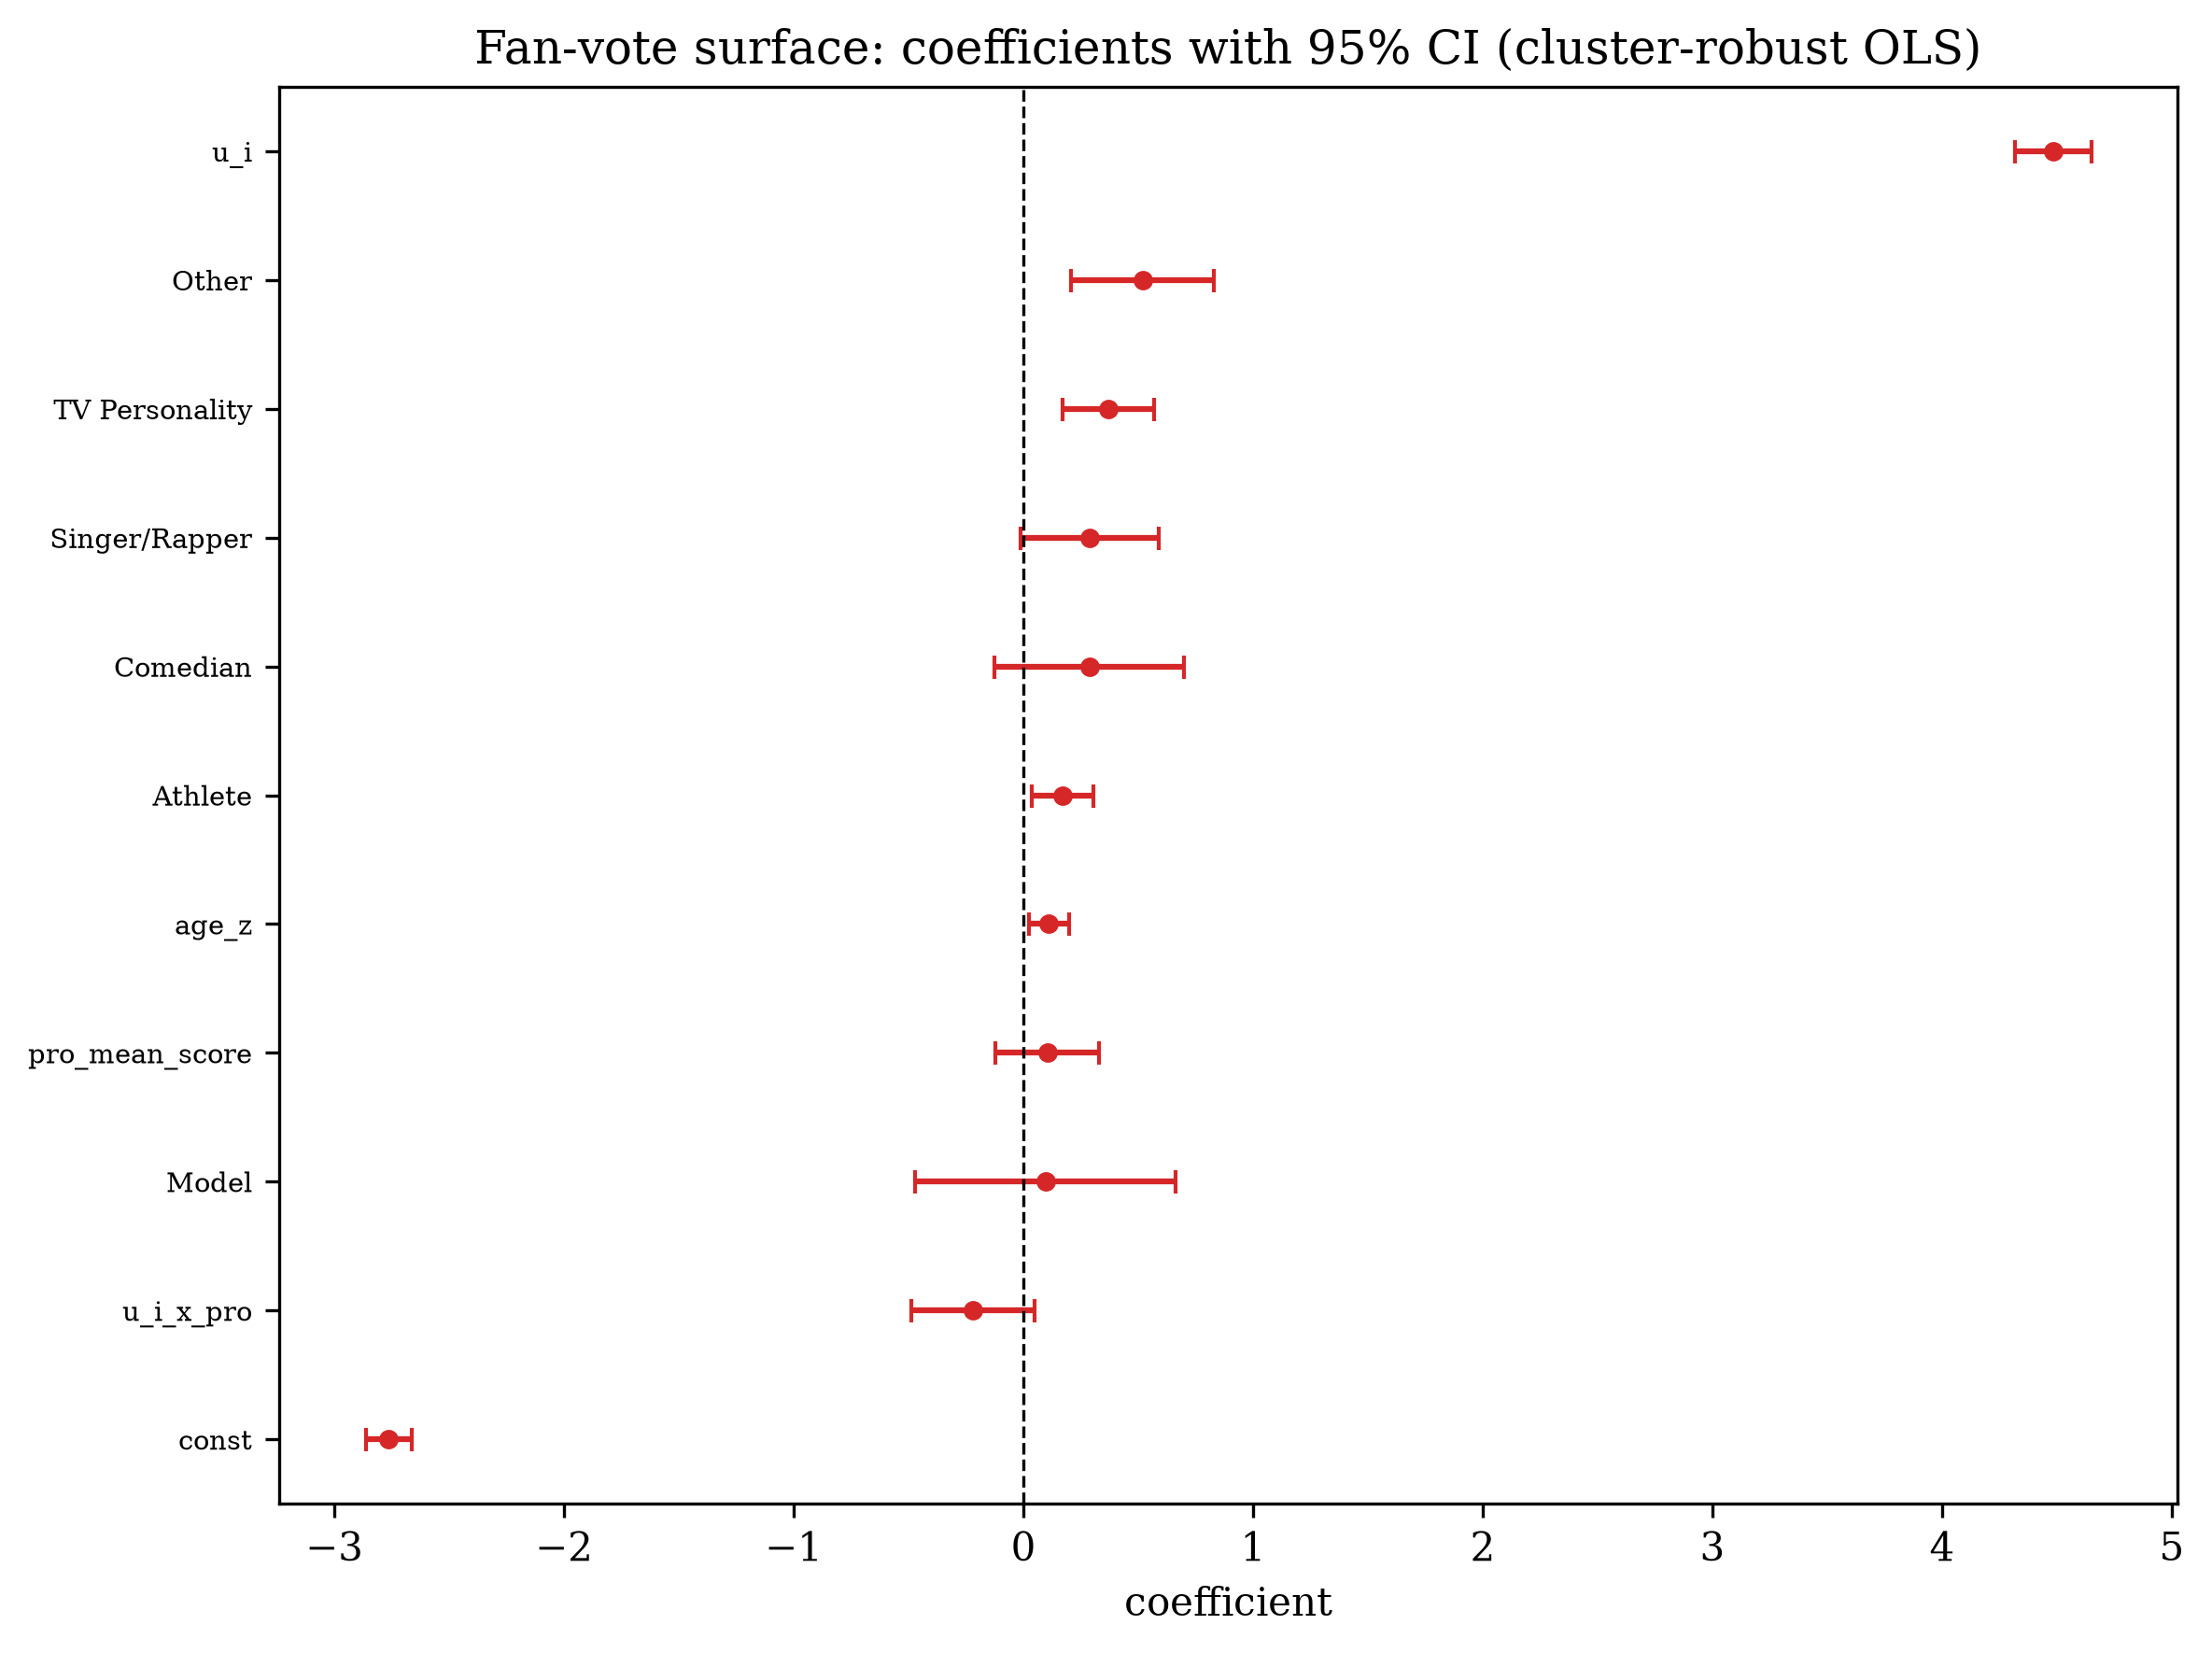 Fan-vote surface: coefficients with 95% CI (cluster-robust OLS)
u_i
Other
TV Personality
Singer/Rapper
Comedian
Athlete
age_z
pro_mean_score
Model
u_i_x_pro
const
−3 −2 −1 0 1 2 3 4 5
coefficient